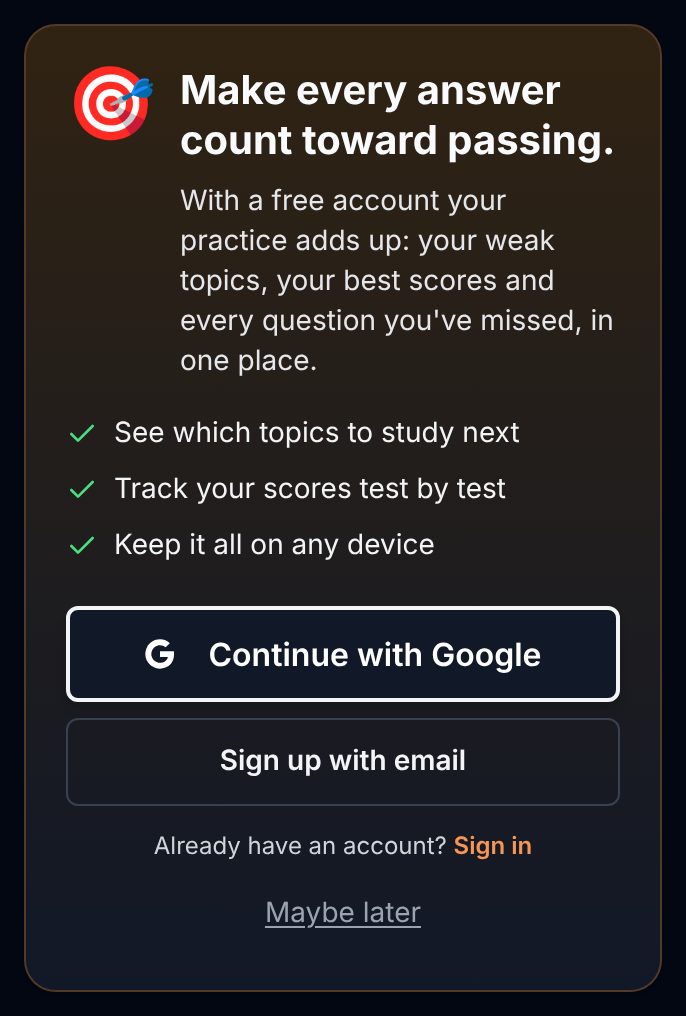 Make every answer
count toward passing.
With a free account your
practice adds up: your weak
topics, your best scores and
every question you've missed, in
one place.
See which topics to study next
Track your scores test by test
Keep it all on any device
G Continue with Google
Sign up with email
Already have an account? Sign in
Maybe later